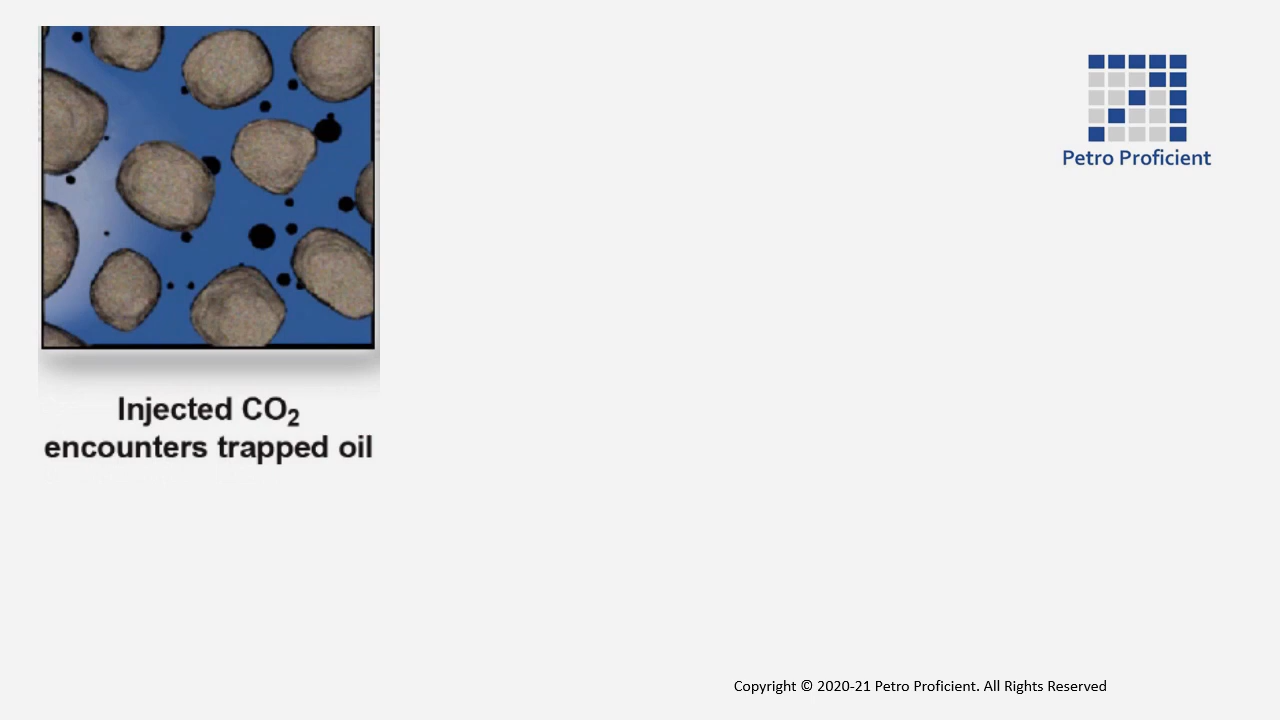 Petro Proficient
Injected CO₂
encounters trapped oil
Copyright © 2020-21 Petro Proficient. All Rights Reserved